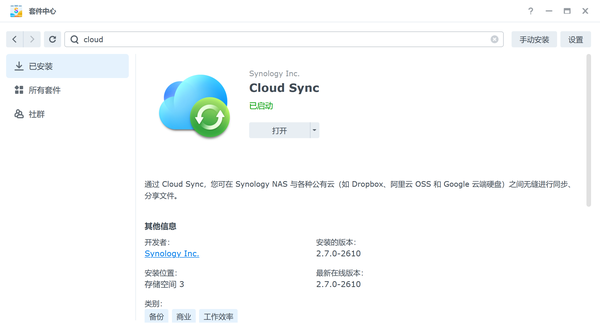 套件中心
cloud
手动安装
设置
已安装
所有套件
社群
Synology Inc.
Cloud Sync
已启动
打开
通过 Cloud Sync，您可在 Synology NAS 与各种公有云（如 Dropbox、阿里云 OSS 和 Google 云端硬盘）之间无缝进行同步、
分享文件。
其他信息
开发者：
安装的版本：
Synology Inc.
2.7.0-2610
安装位置：
最新在线版本：
存储空间 3
2.7.0-2610
类别：
备份
商业
工作效率